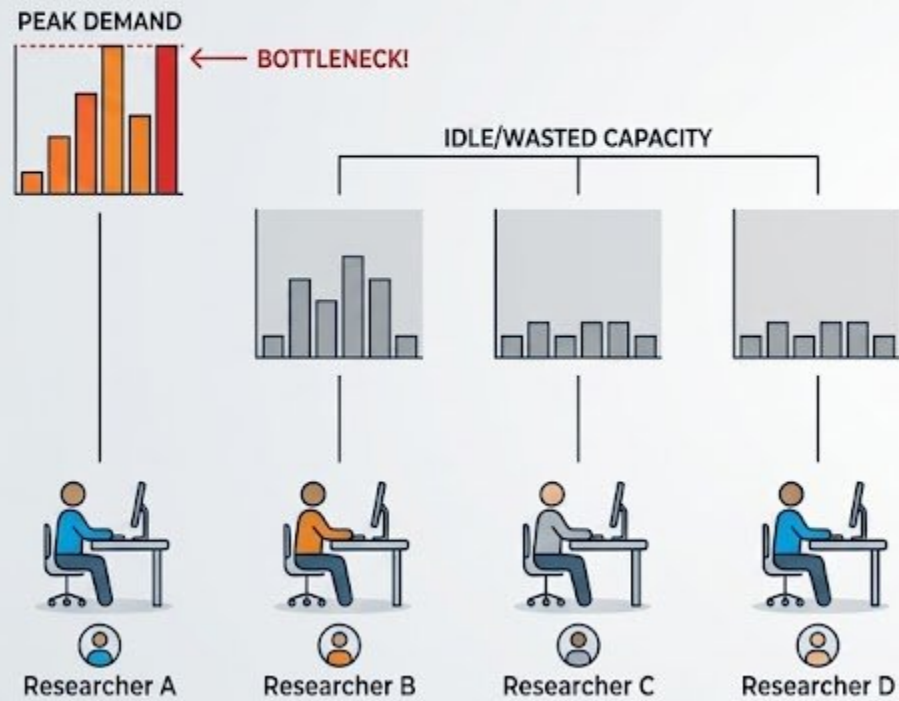 PEAK DEMAND
BOTTLENECK!
IDLE/WASTED CAPACITY
Researcher A
Researcher B
Researcher C
Researcher D